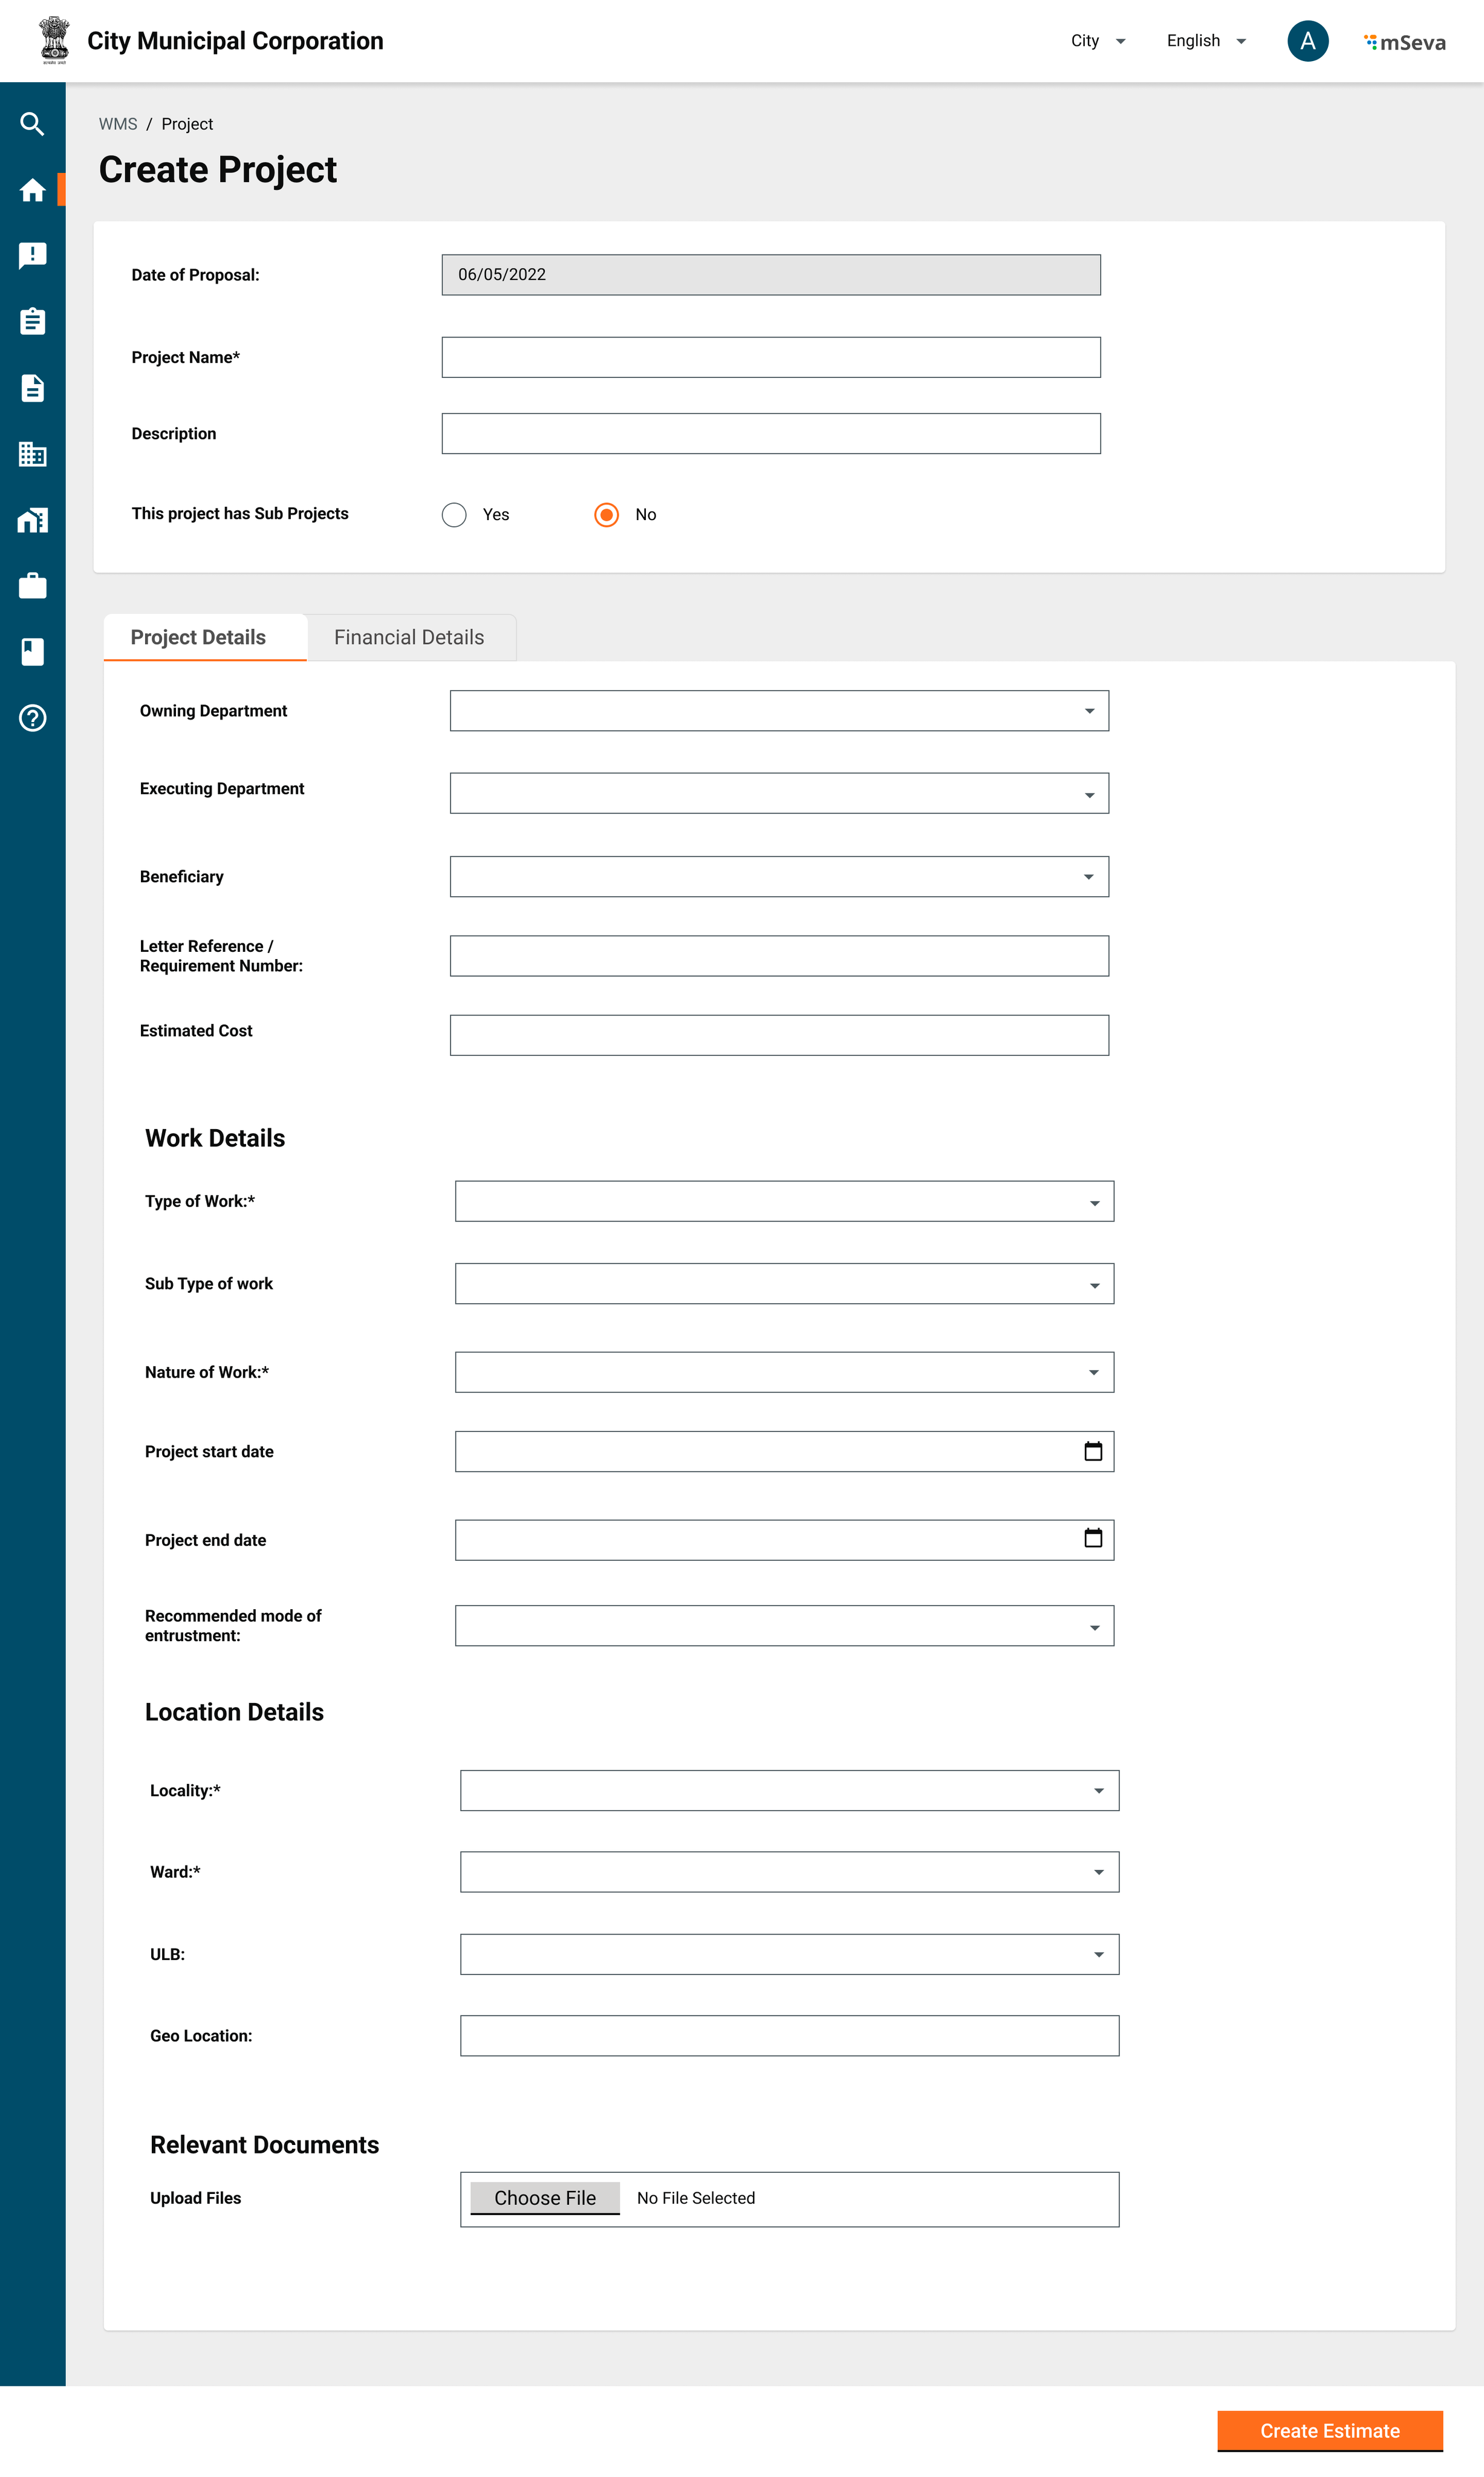 City Municipal Corporation
City
English
A
mSeva
WMS / Project
Create Project
Date of Proposal:
06/05/2022
Project Name*
Description
This project has Sub Projects
Yes
No
Project Details
Financial Details
Owning Department
Executing Department
Beneficiary
Letter Reference /
Requirement Number:
Estimated Cost
Work Details
Type of Work:*
Sub Type of work
Nature of Work:*
Project start date
Project end date
Recommended mode of
entrustment:
Location Details
Locality:*
Ward:*
ULB:
Geo Location:
Relevant Documents
Upload Files
Choose File
No File Selected
Create Estimate